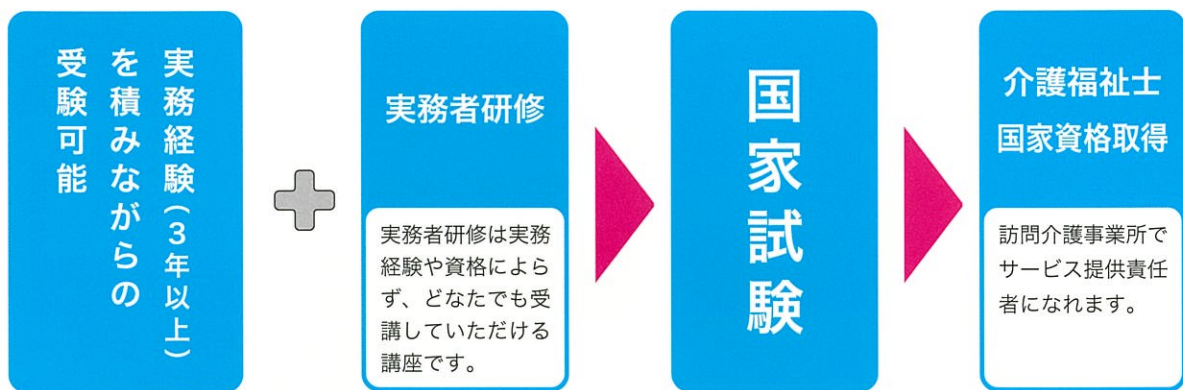 実務経験(3年以上)
を積みながらの
受験可能
実務者研修
実務者研修は実務
経験や資格によら
ず、どなたでも受
講していただける
講座です。
国家試験
介護福祉士
国家資格取得
訪問介護事業所で
サービス提供責任
者になれます。